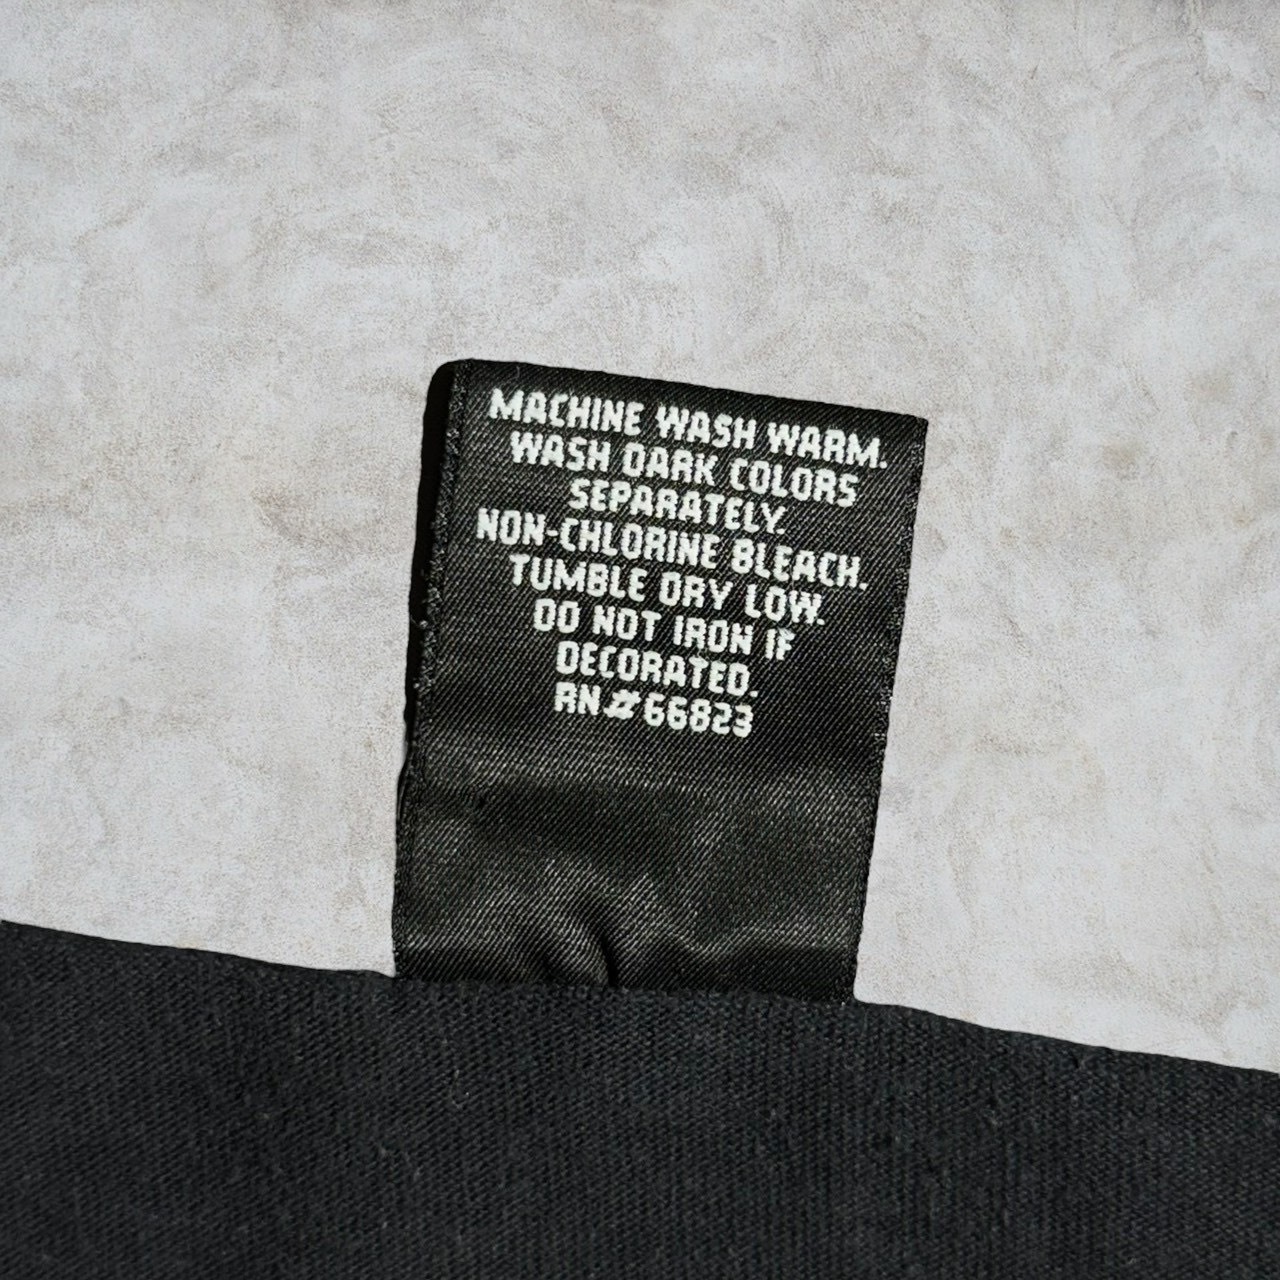 MACHINE WASH WARM.
WASH DARK COLORS
SEPARATELY.
NON-CHLORINE BLEACH.
TUMBLE DRY LOW.
DO NOT IRON IF
DECORATED.
RN#66823